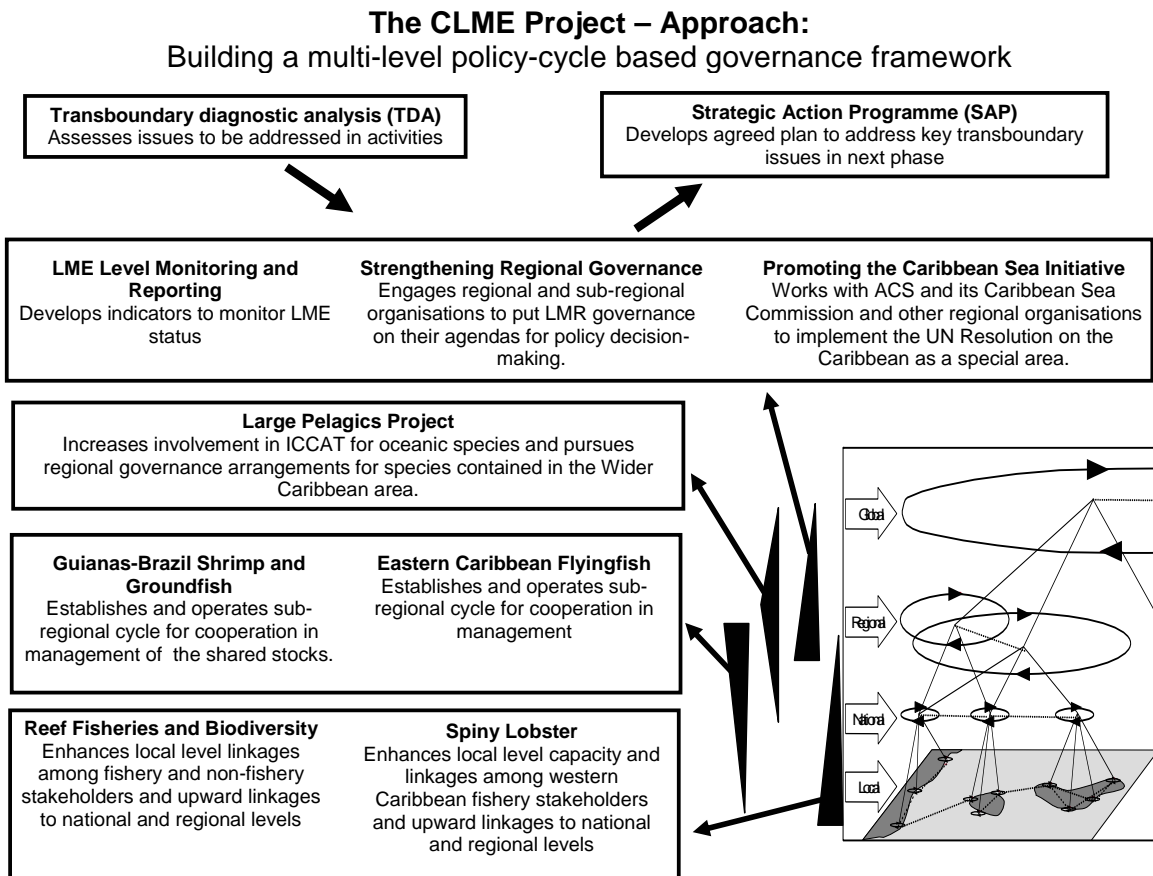 The CLME Project – Approach:
Building a multi-level policy-cycle based governance framework
Transboundary diagnostic analysis (TDA)
Assesses issues to be addressed in activities
Strategic Action Programme (SAP)
Develops agreed plan to address key transboundary
issues in next phase
LME Level Monitoring and
Reporting
Develops indicators to monitor LME
status
Strengthening Regional Governance
Engages regional and sub-regional
organisations to put LMR governance
on their agendas for policy decision-
making.
Promoting the Caribbean Sea Initiative
Works with ACS and its Caribbean Sea
Commission and other regional organisations
to implement the UN Resolution on the
Caribbean as a special area.
Large Pelagics Project
Increases involvement in ICCAT for oceanic species and pursues
regional governance arrangements for species contained in the Wider
Caribbean area.
Guianas-Brazil Shrimp and
Groundfish
Establishes and operates sub-
regional cycle for cooperation in
management of the shared stocks.
Eastern Caribbean Flyingfish
Establishes and operates sub-
regional cycle for cooperation in
management
Reef Fisheries and Biodiversity
Enhances local level linkages
among fishery and non-fishery
stakeholders and upward linkages
to national and regional levels
Spiny Lobster
Enhances local level capacity and
linkages among western
Caribbean fishery stakeholders
and upward linkages to national
and regional levels
Global
Regional
National
Local